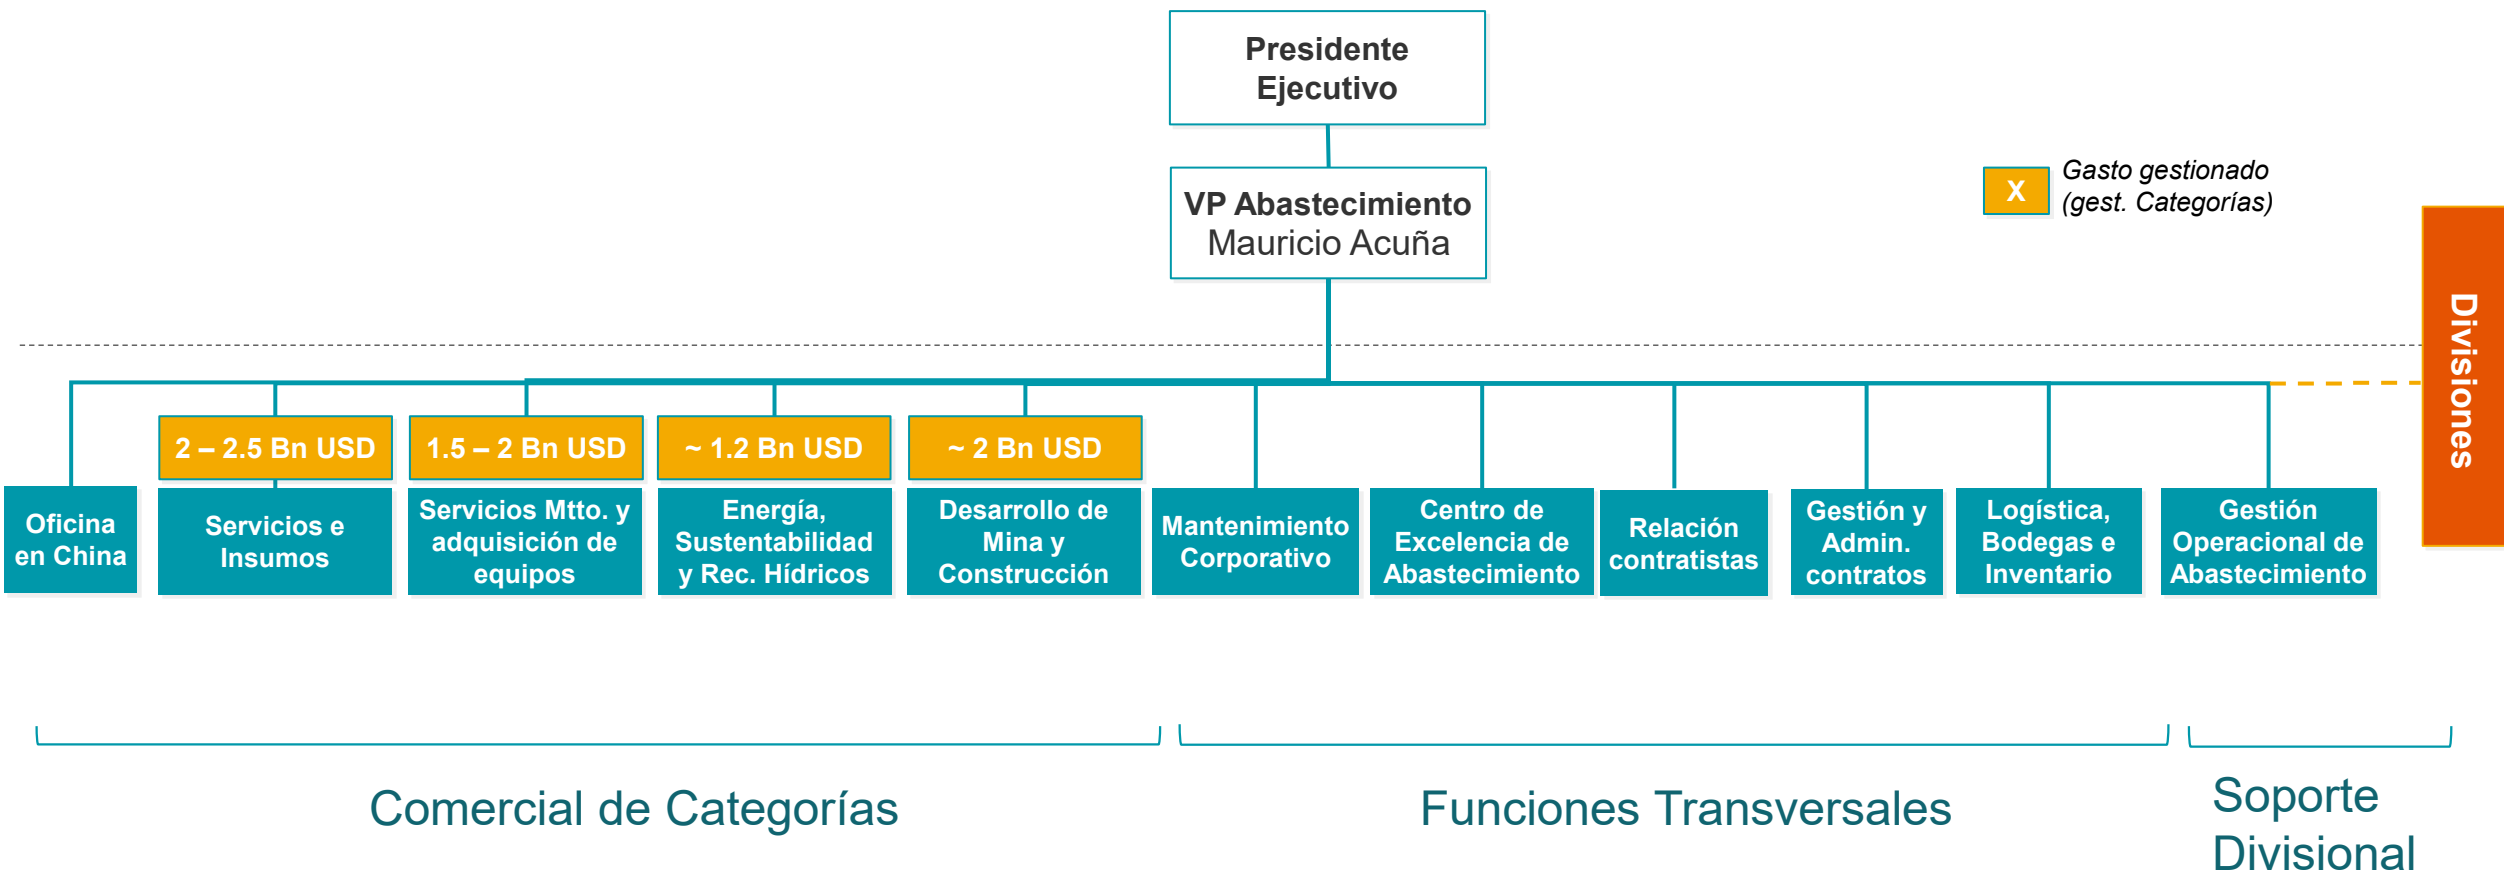 Presidente
Ejecutivo
VP Abastecimiento
Mauricio Acuña
X
Gasto gestionado
(gest. Categorías)
Divisiones
2 – 2.5 Bn USD
1.5 – 2 Bn USD
~ 1.2 Bn USD
~ 2 Bn USD
Oficina
en China
Servicios e
Insumos
Servicios Mtto. y
adquisición de
equipos
Energía,
Sustentabilidad
y Rec. Hídricos
Desarrollo de
Mina y
Construcción
Mantenimiento
Corporativo
Centro de
Excelencia de
Abastecimiento
Relación
contratistas
Gestión y
Admin.
contratos
Logística,
Bodegas e
Inventario
Gestión
Operacional de
Abastecimiento
Comercial de Categorías
Funciones Transversales
Soporte
Divisional